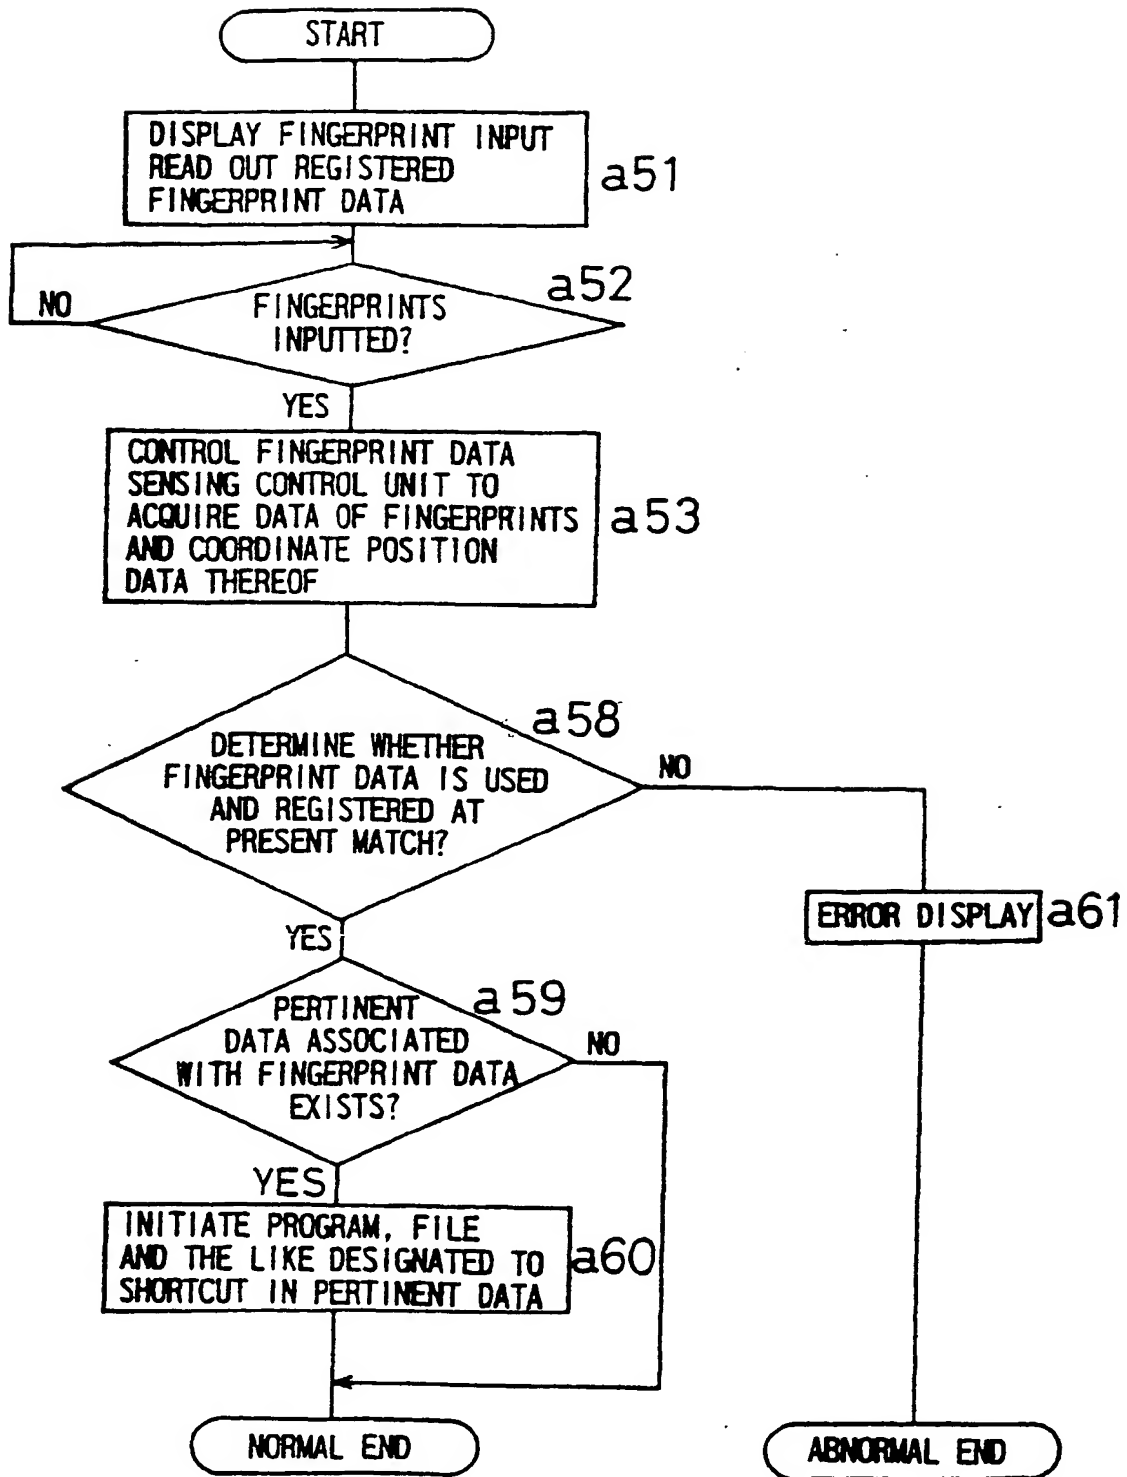 START
DISPLAY FINGERPRINT INPUT
READ OUT REGISTERED
FINGERPRINT DATA
a51
a52
NO
FINGERPRINTS
INPUTTED?
YES
CONTROL FINGERPRINT DATA
SENSING CONTROL UNIT TO
ACQUIRE DATA OF FINGERPRINTS
AND COORDINATE POSITION
DATA THEREOF
a53
a58
DETERMINE WHETHER
FINGERPRINT DATA IS USED
AND REGISTERED AT
PRESENT MATCH?
NO
ERROR DISPLAY
a61
YES
a59
PERTINENT
DATA ASSOCIATED
WITH FINGERPRINT DATA
EXISTS?
NO
YES
INITIATE PROGRAM, FILE
AND THE LIKE DESIGNATED TO
SHORTCUT IN PERTINENT DATA
a60
NORMAL END
ABNORMAL END